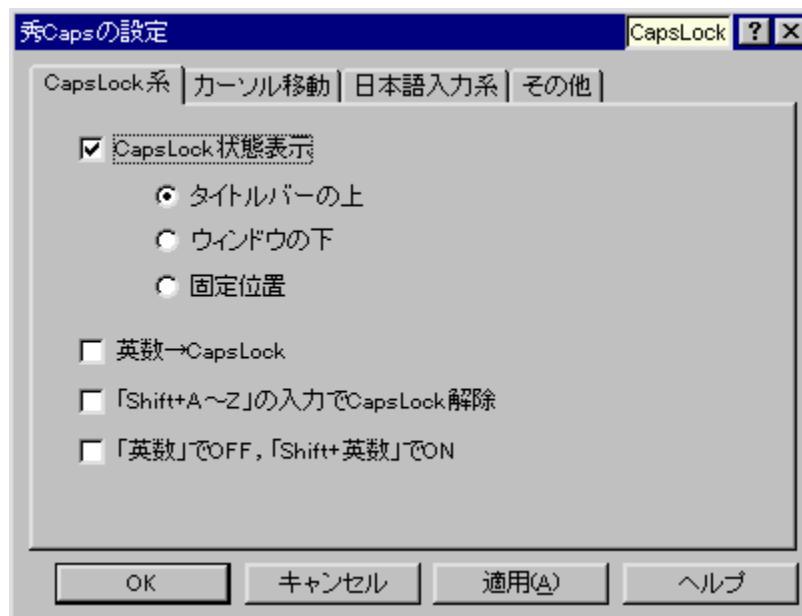 秀Capsの設定 CapsLock
CapsLock系 カーソル移動 日本語入力系 その他
CapsLock状態表示
タイトルバーの上
ウィンドウの下
固定位置
英数→CapsLock
「Shift+A～Z」の入力でCapsLock解除
「英数」でOFF,「Shift+英数」でON
OK キャンセル 適用(A) ヘルプ